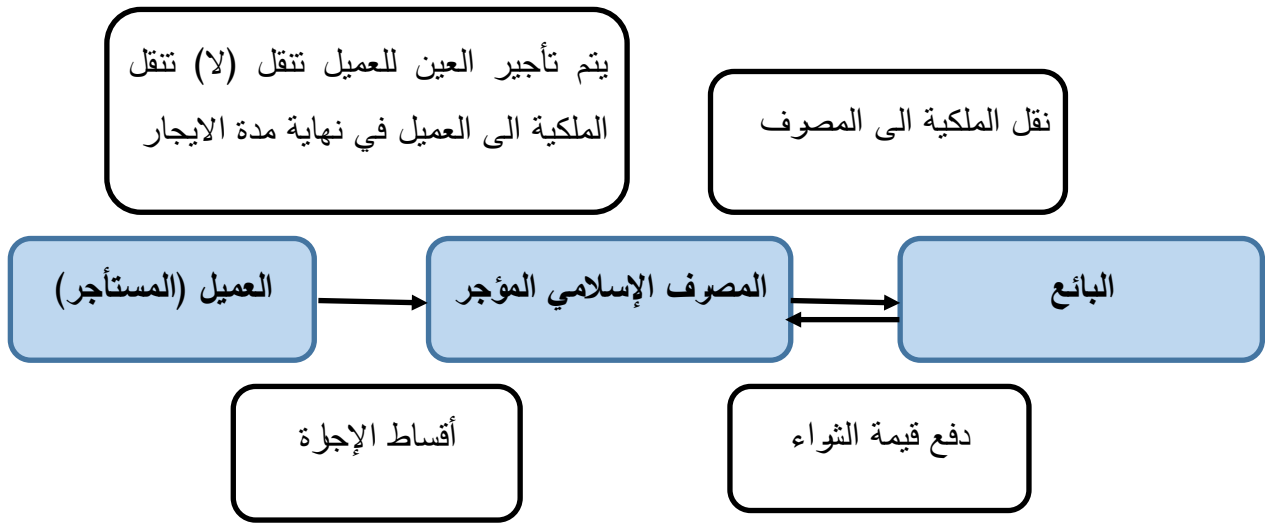 يتم تأجير العين للعميل تنقل (لا) تنقل
الملكية الى العميل في نهاية مدة الايجار
نقل الملكية الى المصرف
البائع
المصرف الإسلامي المؤجر
العميل (المستأجر)
دفع قيمة الشراء
أقساط الإجارة